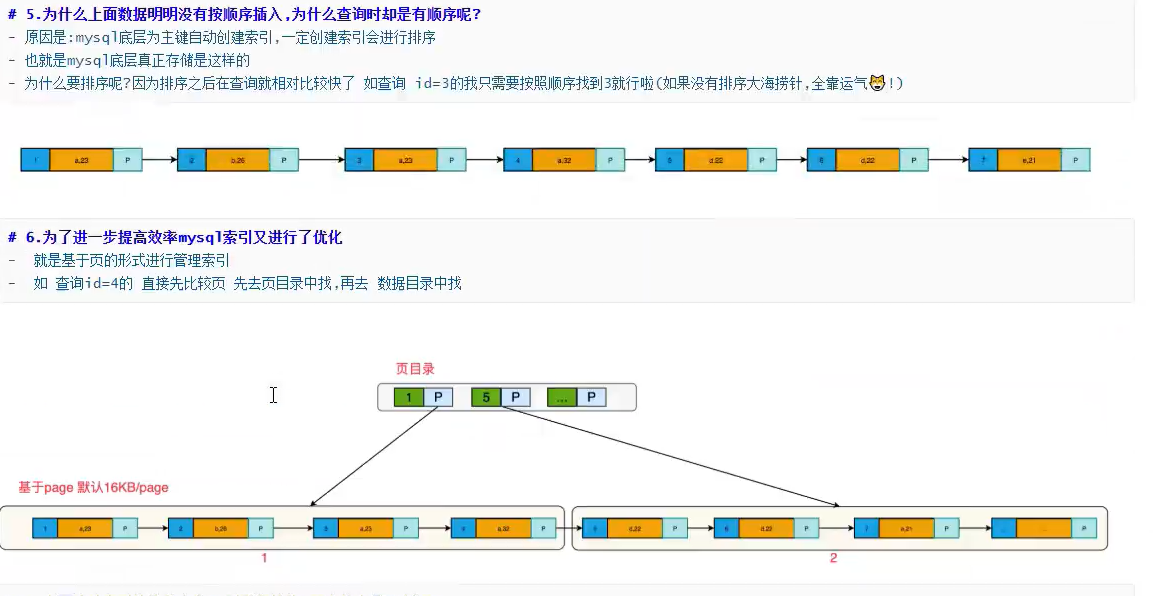 # 5.为什么上面数据明明没有按顺序插入,为什么查询时却是有顺序呢?
- 原因是:mysql底层为主键自动创建索引,一定创建索引会进行排序
- 也就是mysql底层真正存储是这样的
- 为什么要排序呢?因为排序之后在查询就相对比较快了 如查询 id=3的我只需要按照顺序找到3就行啦(如果没有排序大海捞针,全靠运气😹!)
1 a,23 P 2 b,26 P 3 a,23 P 4 a,32 P 5 d,22 P 6 d,22 P 7 e,21 P
# 6.为了进一步提高效率mysql索引又进行了优化
- 就是基于页的形式进行管理索引
- 如 查询id=4的 直接先比较页 先去页目录中找,再去 数据目录中找
页目录
1 P 5 P ... P
基于page 默认16KB/page
1 a,23 P 2 b,26 P 3 a,23 P 4 a,32 P 5 d,22 P 6 d,22 P 7 e,21 P ... P
1 2